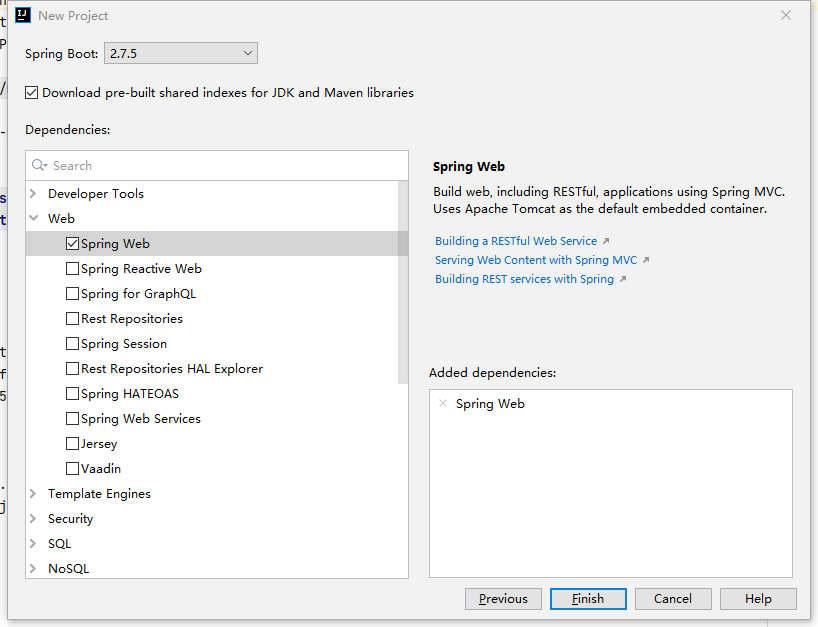 New Project
Spring Boot: 2.7.5
Download pre-built shared indexes for JDK and Maven libraries
Dependencies:
Search
Developer Tools
Web
Spring Web
Spring Reactive Web
Spring for GraphQL
Rest Repositories
Spring Session
Rest Repositories HAL Explorer
Spring HATEOAS
Spring Web Services
Jersey
Vaadin
Template Engines
Security
SQL
NoSQL
Spring Web
Build web, including RESTful, applications using Spring MVC.
Uses Apache Tomcat as the default embedded container.
Building a RESTful Web Service
Serving Web Content with Spring MVC
Building REST services with Spring
Added dependencies:
Spring Web
Previous
Finish
Cancel
Help